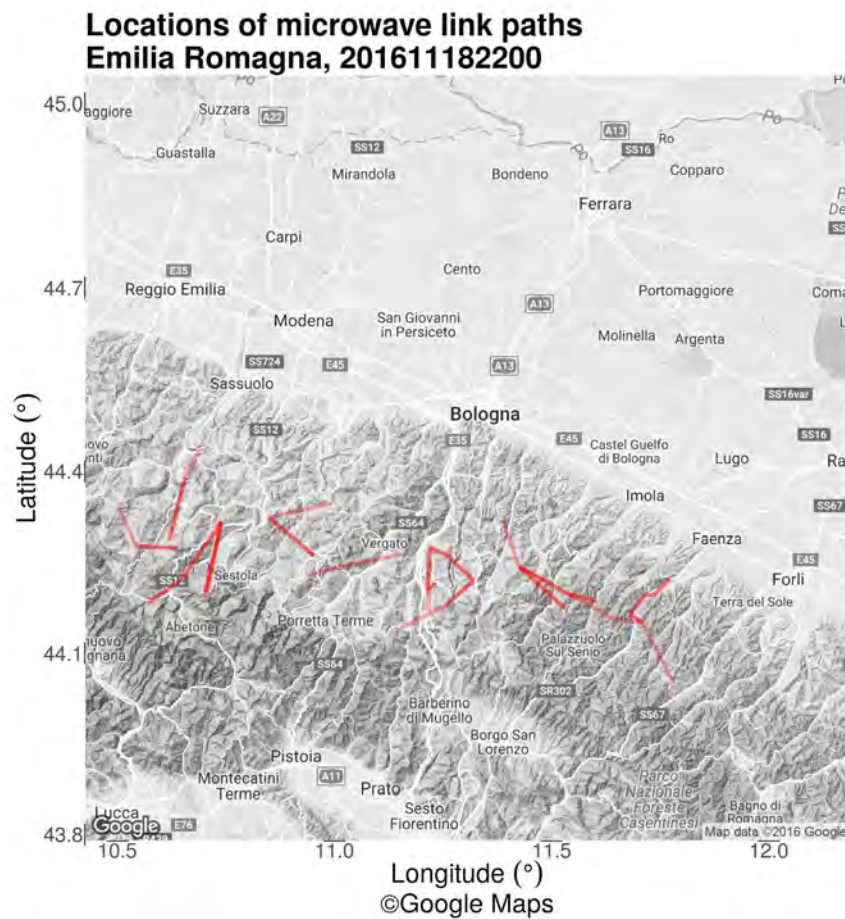 Locations of microwave link paths
Emilia Romagna, 201611182200
45.0
44.7
44.4
44.1
43.8
Latitude (°)
Po
aggiore
Suzzara
A22
A13
Ro
Po
SS12
Po
SS16
Guastalla
Mirandola
Bondeno
Copparo
Ferrara
Carpi
E35
Cento
Reggio Emilia
A13
Portomaggiore
Modena
San Giovanni
in Persiceto
Molinella
Argenta
SS724
E45
A13
Sassuolo
SS16var
Bologna
SS12
E35
E45
Castel Guelfo
di Bologna
SS16
Lugo
Imola
SS67
SS64
Faenza
Vergato
E45
SS12
Sestola
Forli
Terra del Sole
Abetone
Porretta Terme
Palazzuolo
Sul Senio
SS64
SR302
Barberino
di Mugello
SS67
Borgo San
Lorenzo
Pistoia
A11
Montecatini
Terme
Prato
Parco
Nazionale
Foreste
Casentinesi
Sesto
Fiorentino
Bagno di
Romagna
Lucca
Google
E76
Map data ©2016 Google
10.5
11.0
11.5
12.0
Longitude (°)
©Google Maps